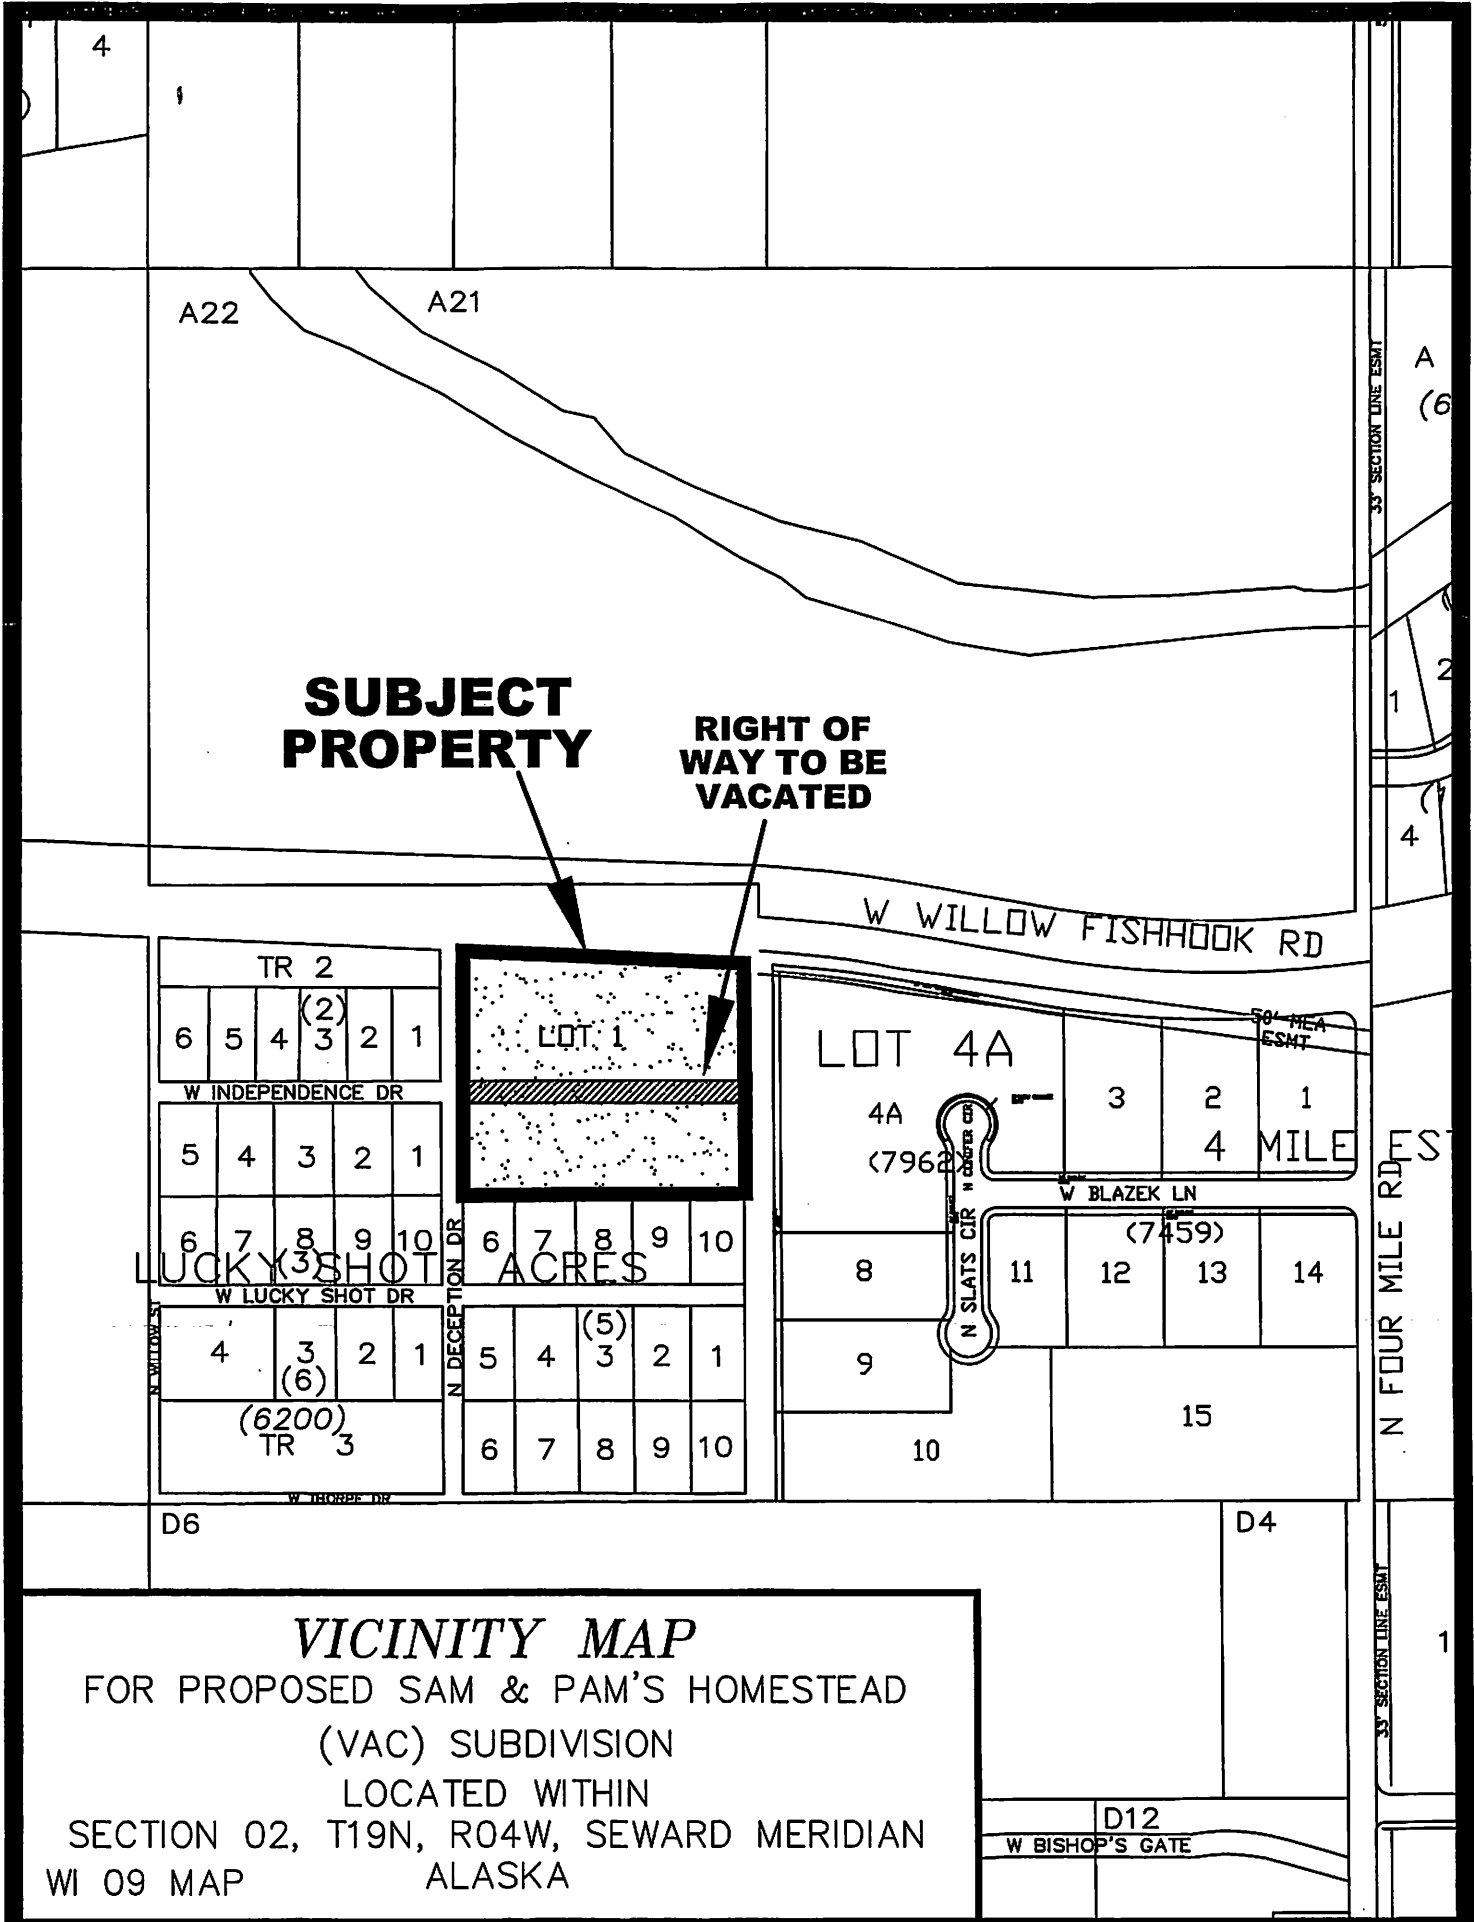 4
1
A22
A21
33' SECTION LINE ESMT
A
(6
SUBJECT
PROPERTY
RIGHT OF
WAY TO BE
VACATED
1
2
4
W WILLOW FISHHOOK RD
TR 2
(2)
6 5 4 3 2 1
W INDEPENDENCE DR
LOT 1
5 4 3 2 1
6 7 8 9 10
(3)
LUCKY SHOT ACRES
6 7 8 9 10
W LUCKY SHOT DR
N WILLOW ST
N DECEPTION DR
4 3 2 1
(6)
(5)
5 4 3 2 1
(6200)
TR 3
6 7 8 9 10
W THORPE DR
LOT 4A
4A
(7962)
N CONIFER CIR
50' MEA
ESMT
3 2 1
4 MILE EST
W BLAZEK LN
(7459)
N SLATS CIR
8
11 12 13 14
9
10
15
N FOUR MILE RD
D6
D4
33' SECTION LINE ESMT
1
D12
W BISHOP'S GATE
VICINITY MAP
FOR PROPOSED SAM & PAM'S HOMESTEAD
(VAC) SUBDIVISION
LOCATED WITHIN
SECTION 02, T19N, R04W, SEWARD MERIDIAN
WI 09 MAP ALASKA